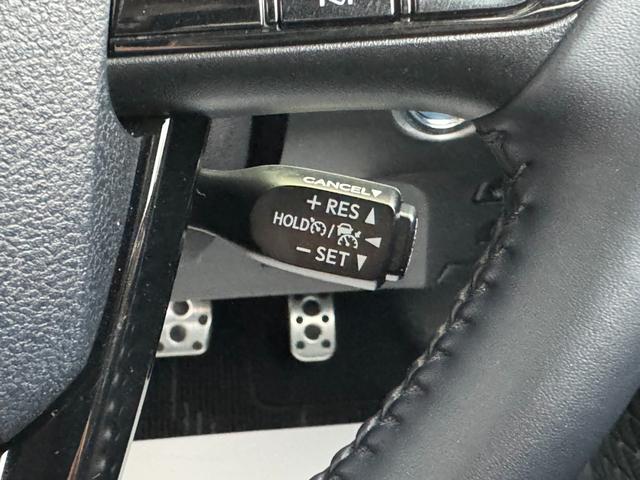 CANCEL▼
+ RES ▲
HOLD / ◀
− SET ▼